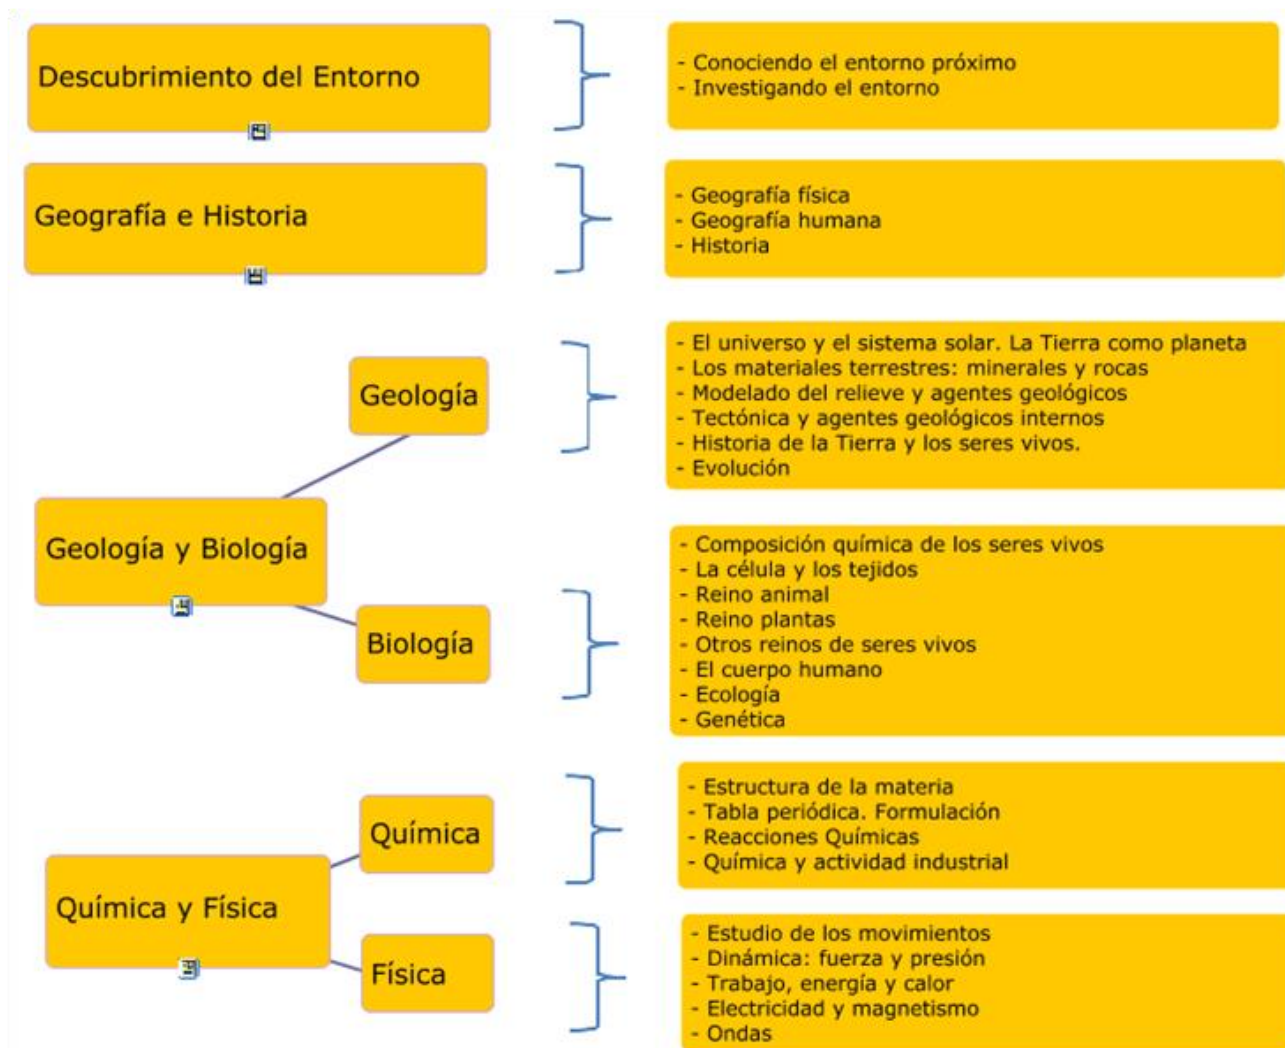 Descubrimiento del Entorno
- Conociendo el entorno próximo
- Investigando el entorno
Geografía e Historia
- Geografía física
- Geografía humana
- Historia
Geología y Biología
Geología
- El universo y el sistema solar. La Tierra como planeta
- Los materiales terrestres: minerales y rocas
- Modelado del relieve y agentes geológicos
- Tectónica y agentes geológicos internos
- Historia de la Tierra y los seres vivos.
- Evolución
Biología
- Composición química de los seres vivos
- La célula y los tejidos
- Reino animal
- Reino plantas
- Otros reinos de seres vivos
- El cuerpo humano
- Ecología
- Genética
Química y Física
Química
- Estructura de la materia
- Tabla periódica. Formulación
- Reacciones Químicas
- Química y actividad industrial
Física
- Estudio de los movimientos
- Dinámica: fuerza y presión
- Trabajo, energía y calor
- Electricidad y magnetismo
- Ondas